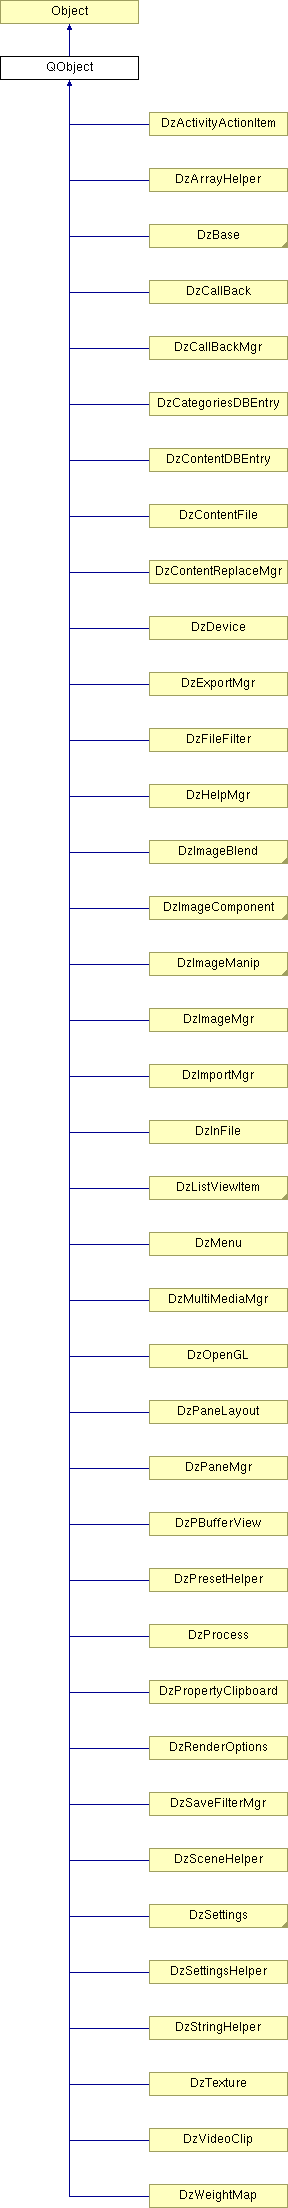 Object
QObject
DzActivityActionItem
DzArrayHelper
DzBase
DzCallBack
DzCallBackMgr
DzCategoriesDBEntry
DzContentDBEntry
DzContentFile
DzContentReplaceMgr
DzDevice
DzExportMgr
DzFileFilter
DzHelpMgr
DzImageBlend
DzImageComponent
DzImageManip
DzImageMgr
DzImportMgr
DzInFile
DzListViewItem
DzMenu
DzMultiMediaMgr
DzOpenGL
DzPaneLayout
DzPaneMgr
DzPBufferView
DzPresetHelper
DzProcess
DzPropertyClipboard
DzRenderOptions
DzSaveFilterMgr
DzSceneHelper
DzSettings
DzSettingsHelper
DzStringHelper
DzTexture
DzVideoClip
DzWeightMap